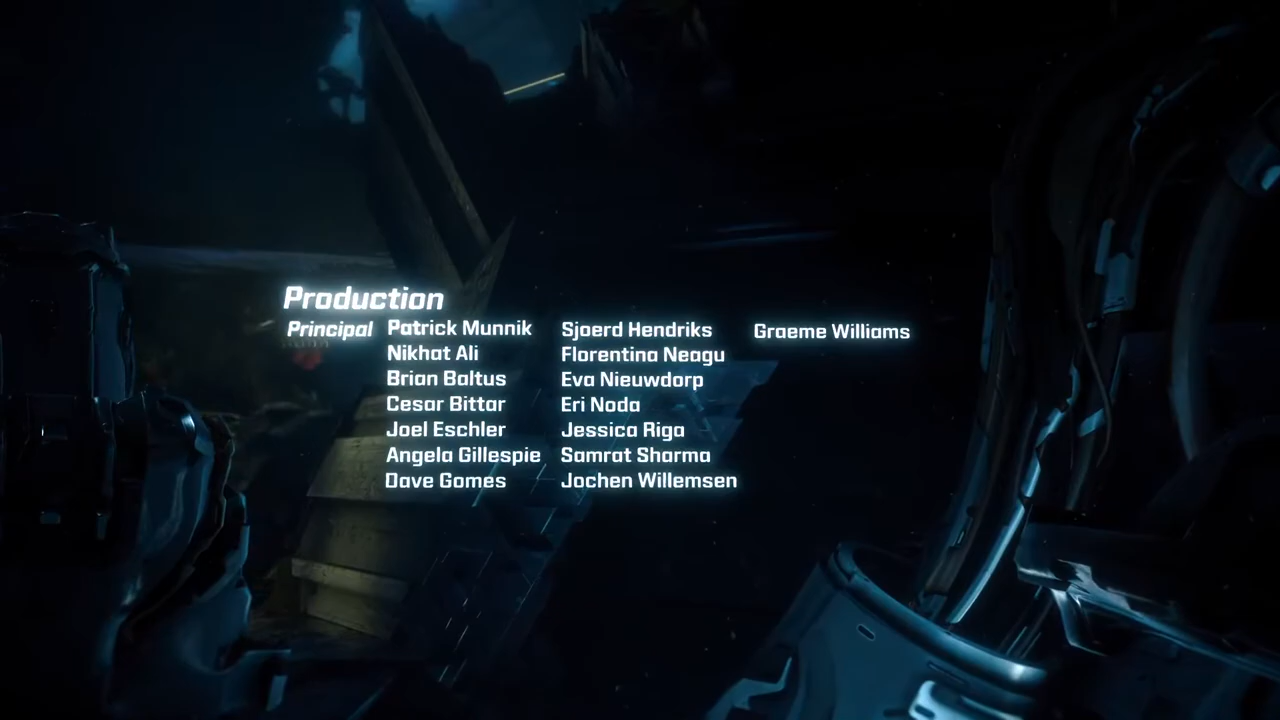 Production
Principal Patrick Munnik Sjoerd Hendriks Graeme Williams
Nikhat Ali Florentina Neagu
Brian Baltus Eva Nieuwdorp
Cesar Bittar Eri Noda
Joel Eschler Jessica Riga
Angela Gillespie Samrat Sharma
Dave Gomes Jochen Willemsen